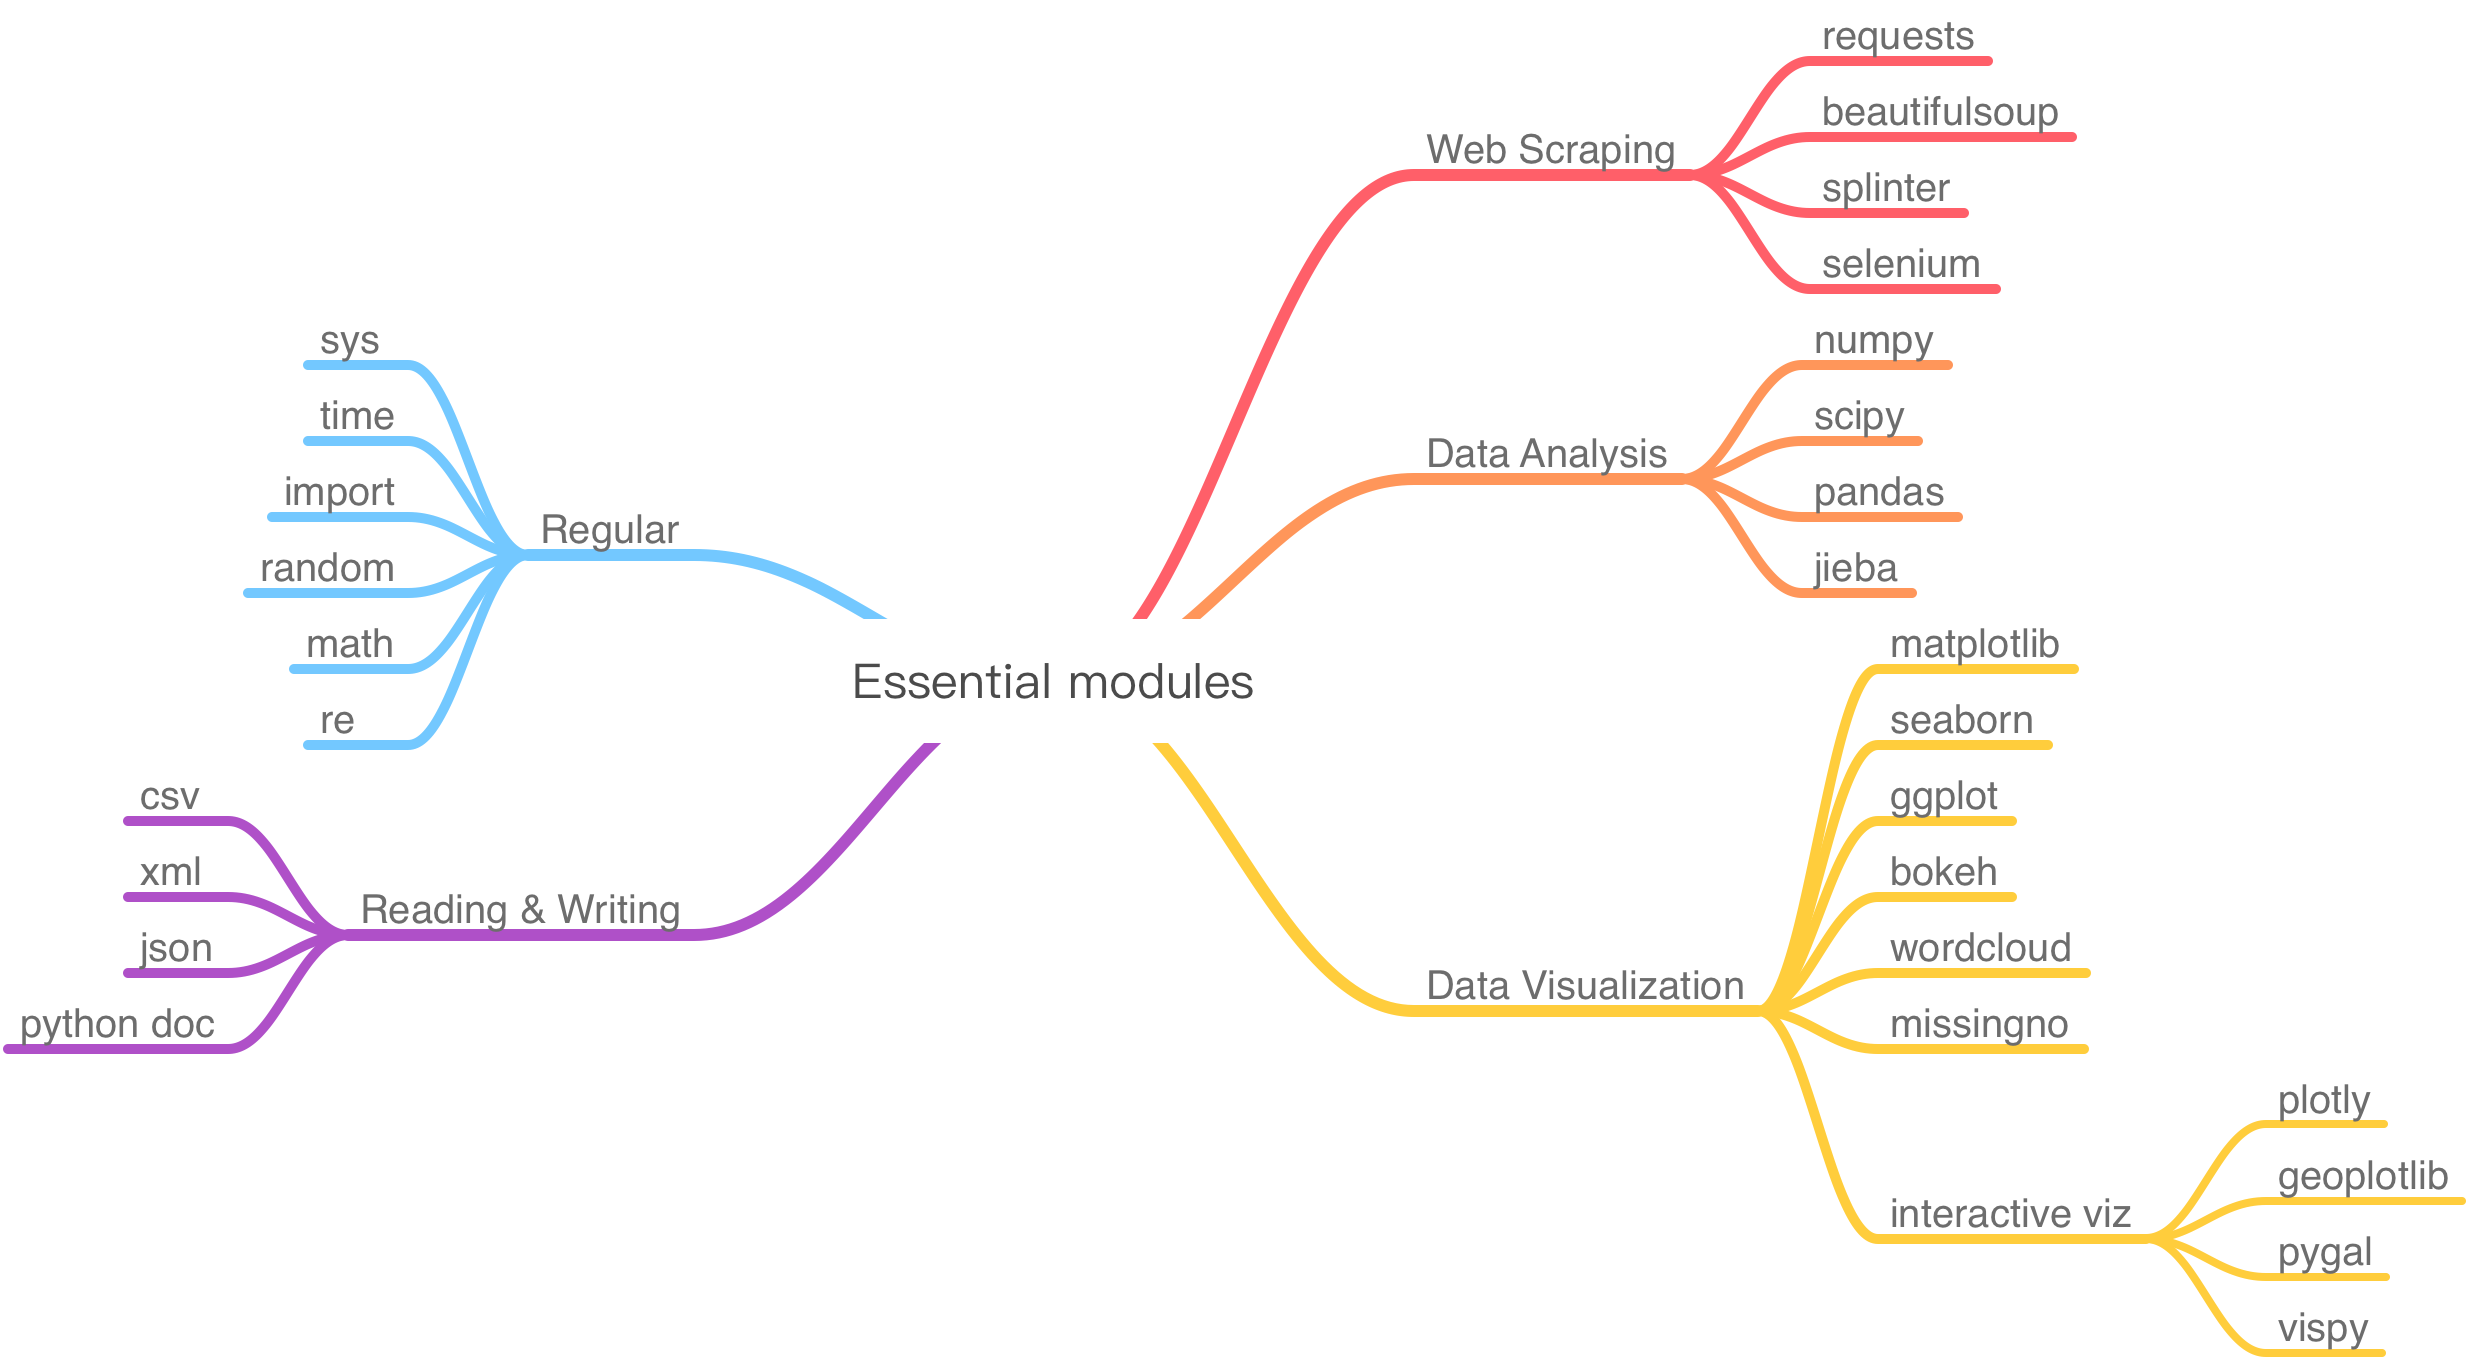 Essential modules
Web Scraping
requests
beautifulsoup
splinter
selenium
Data Analysis
numpy
scipy
pandas
jieba
Data Visualization
matplotlib
seaborn
ggplot
bokeh
wordcloud
missingno
interactive viz
plotly
geoplotlib
pygal
vispy
Regular
sys
time
import
random
math
re
Reading & Writing
csv
xml
json
python doc